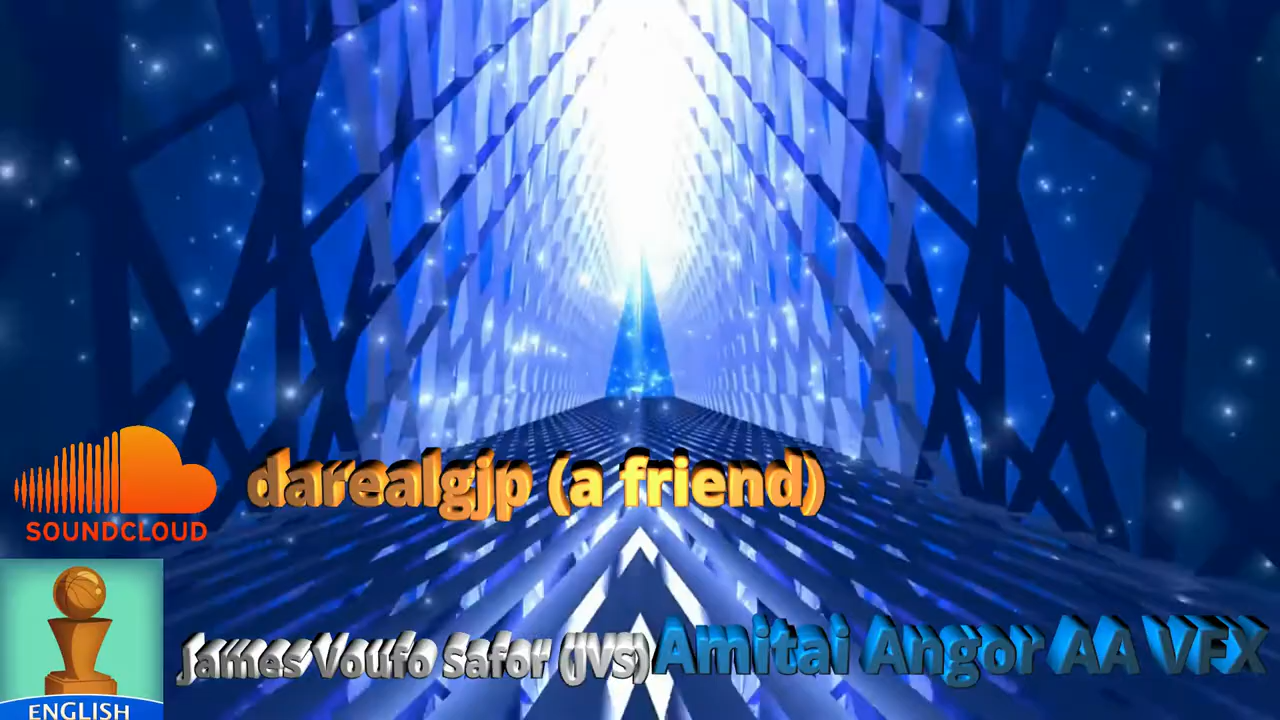 darealgjp (a friend)
SOUNDCLOUD
James Voufo Safor (JVS)
Amitai Angor AA VFX
ENGLISH